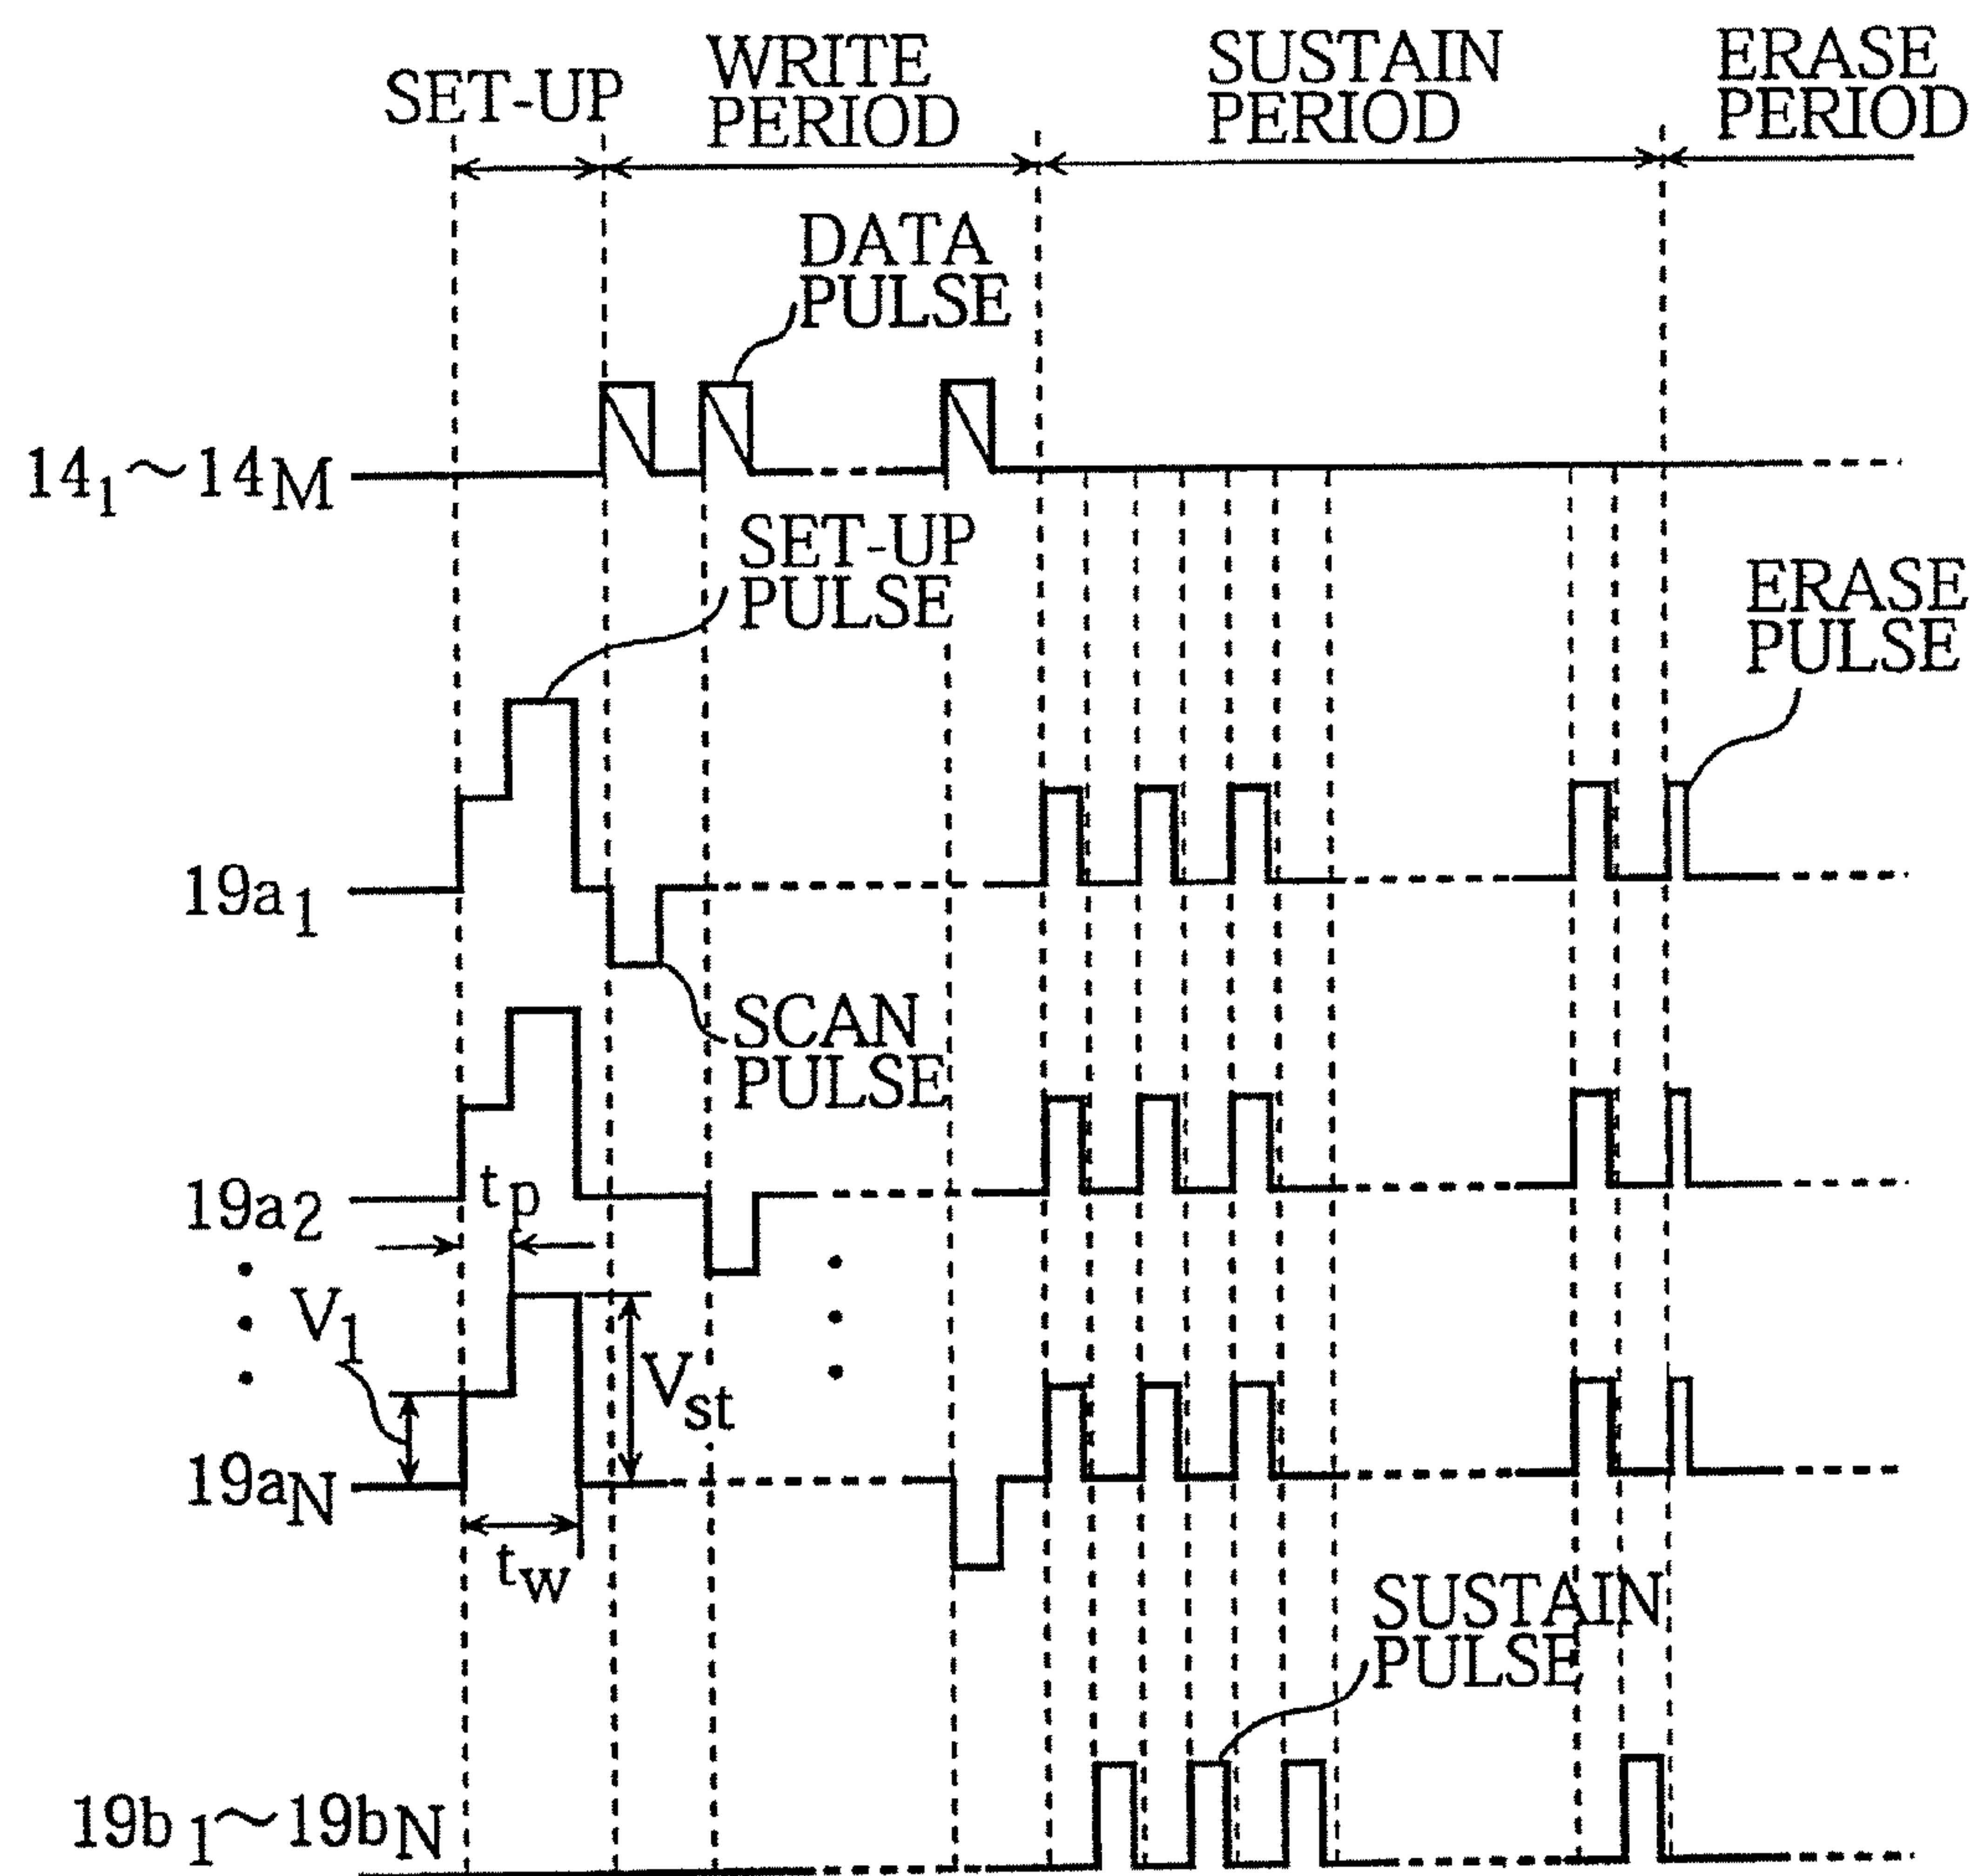 SET-UP
WRITE
PERIOD
SUSTAIN
PERIOD
ERASE
PERIOD
DATA
PULSE
14₁~14M
SET-UP
PULSE
ERASE
PULSE
19a₁
SCAN
PULSE
19a₂
tp
V₁
Vst
19aN
tw
SUSTAIN
PULSE
19b₁~19bN